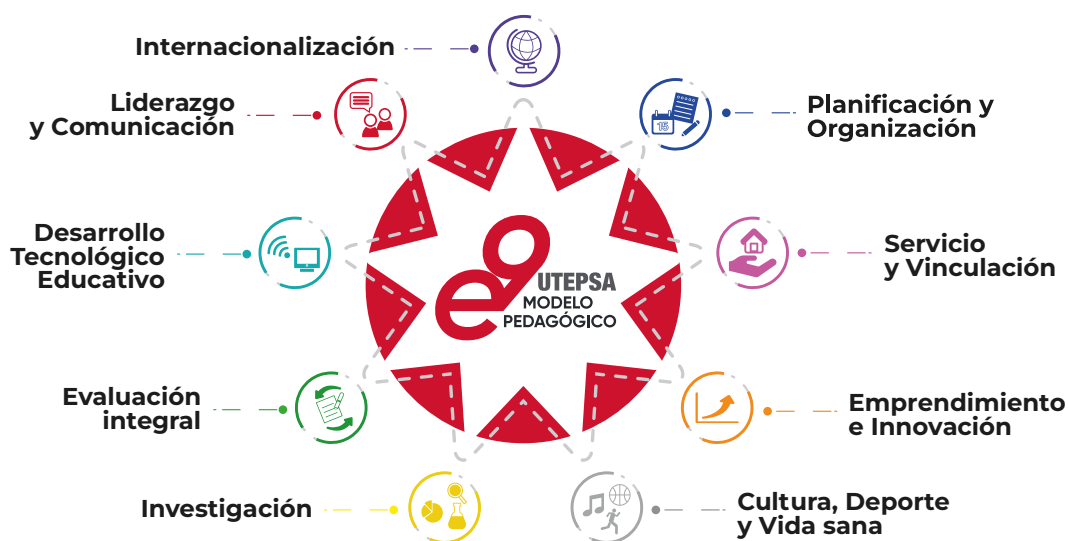 Internacionalización
Liderazgo
y Comunicación
15
Planificación y
Organización
Desarrollo
Tecnológico
Educativo
e9
UTEPSA
MODELO
PEDAGÓGICO
Servicio
y Vinculación
Evaluación
integral
Emprendimiento
e Innovación
Investigación
Cultura, Deporte
y Vida sana